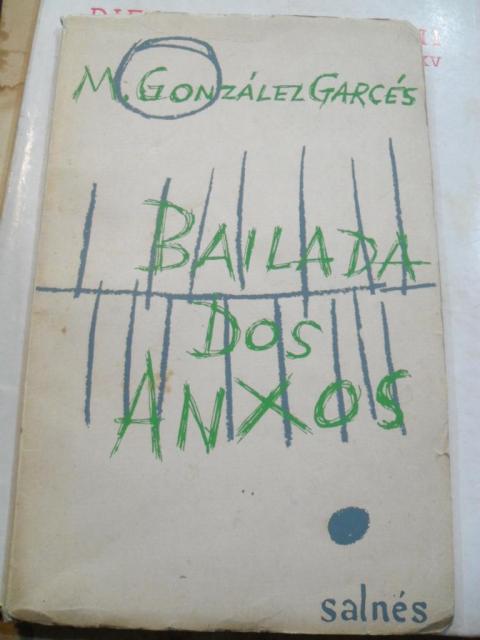 M. GONZÁLEZ GARCÉS
BAILADA
DOS
ANXOS
salnés